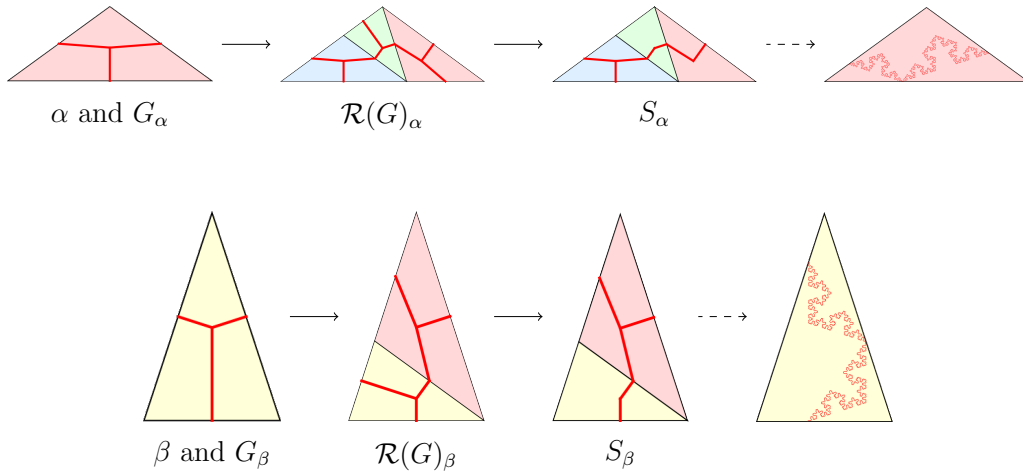 α and G_α
R(G)_α
S_α
β and G_β
R(G)_β
S_β